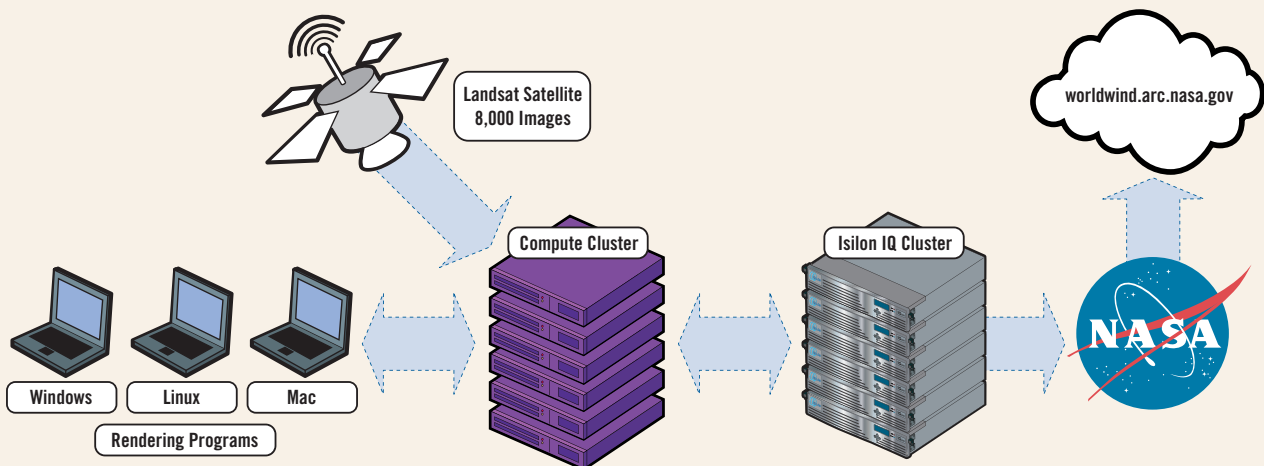 Landsat Satellite
8,000 Images
worldwind.arc.nasa.gov
Compute Cluster
Isilon IQ Cluster
NASA
Windows
Linux
Mac
Rendering Programs